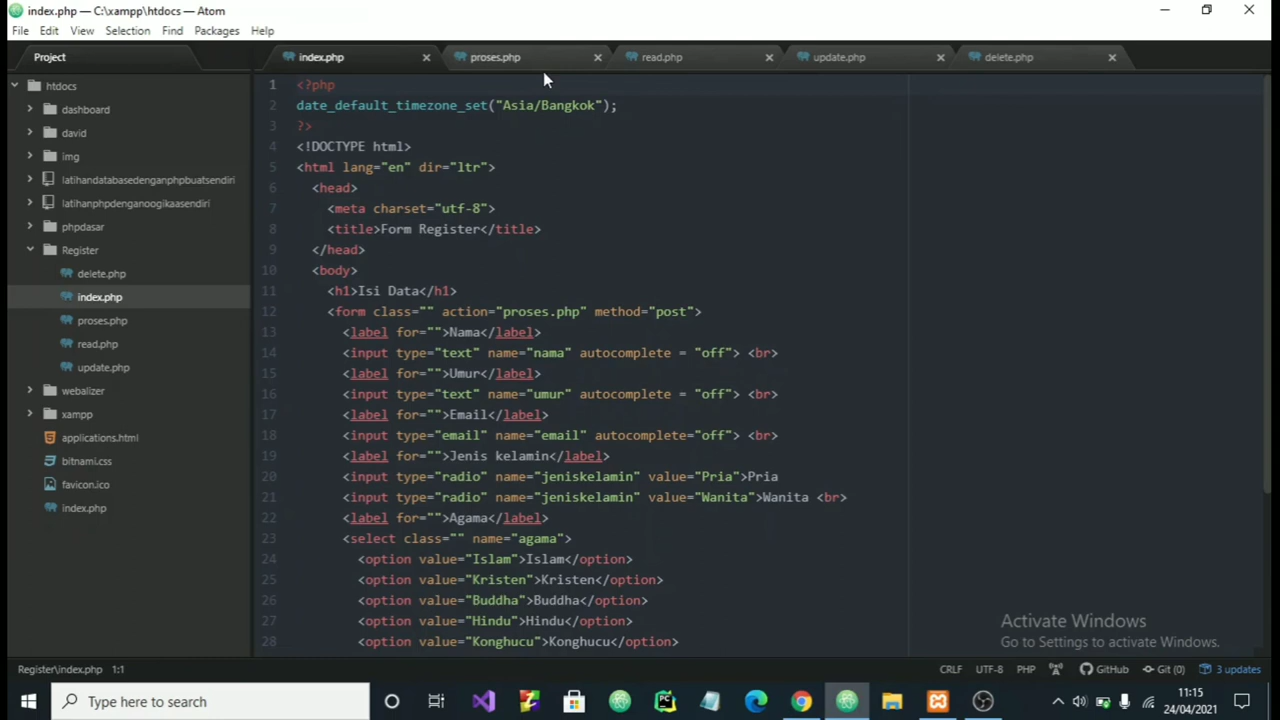 index.php — C:\xampp\htdocs — Atom
File Edit View Selection Find Packages Help
Project
index.php
proses.php
read.php
update.php
delete.php
htdocs
dashboard
david
img
latihandatabasedenganphpbuatsendiri
latihanphpdenganoogikaasendiri
phpdasar
Register
delete.php
index.php
proses.php
read.php
update.php
webalizer
xampp
applications.html
bitnami.css
favicon.ico
index.php
1 <?php
2 date_default_timezone_set("Asia/Bangkok");
3 ?>
4 <!DOCTYPE html>
5 <html lang="en" dir="ltr">
6 <head>
7 <meta charset="utf-8">
8 <title>Form Register</title>
9 </head>
10 <body>
11 <h1>Isi Data</h1>
12 <form class="" action="proses.php" method="post">
13 <label for="">Nama</label>
14 <input type="text" name="nama" autocomplete = "off"> <br>
15 <label for="">Umur</label>
16 <input type="text" name="umur" autocomplete = "off"> <br>
17 <label for="">Email</label>
18 <input type="email" name="email" autocomplete="off"> <br>
19 <label for="">Jenis kelamin</label>
20 <input type="radio" name="jeniskelamin" value="Pria">Pria
21 <input type="radio" name="jeniskelamin" value="Wanita">Wanita <br>
22 <label for="">Agama</label>
23 <select class="" name="agama">
24 <option value="Islam">Islam</option>
25 <option value="Kristen">Kristen</option>
26 <option value="Buddha">Buddha</option>
27 <option value="Hindu">Hindu</option>
28 <option value="Konghucu">Konghucu</option>
Activate Windows
Go to Settings to activate Windows.
Register\index.php 1:1
CRLF UTF-8 PHP GitHub Git (0) 3 updates
Type here to search
11:15
24/04/2021